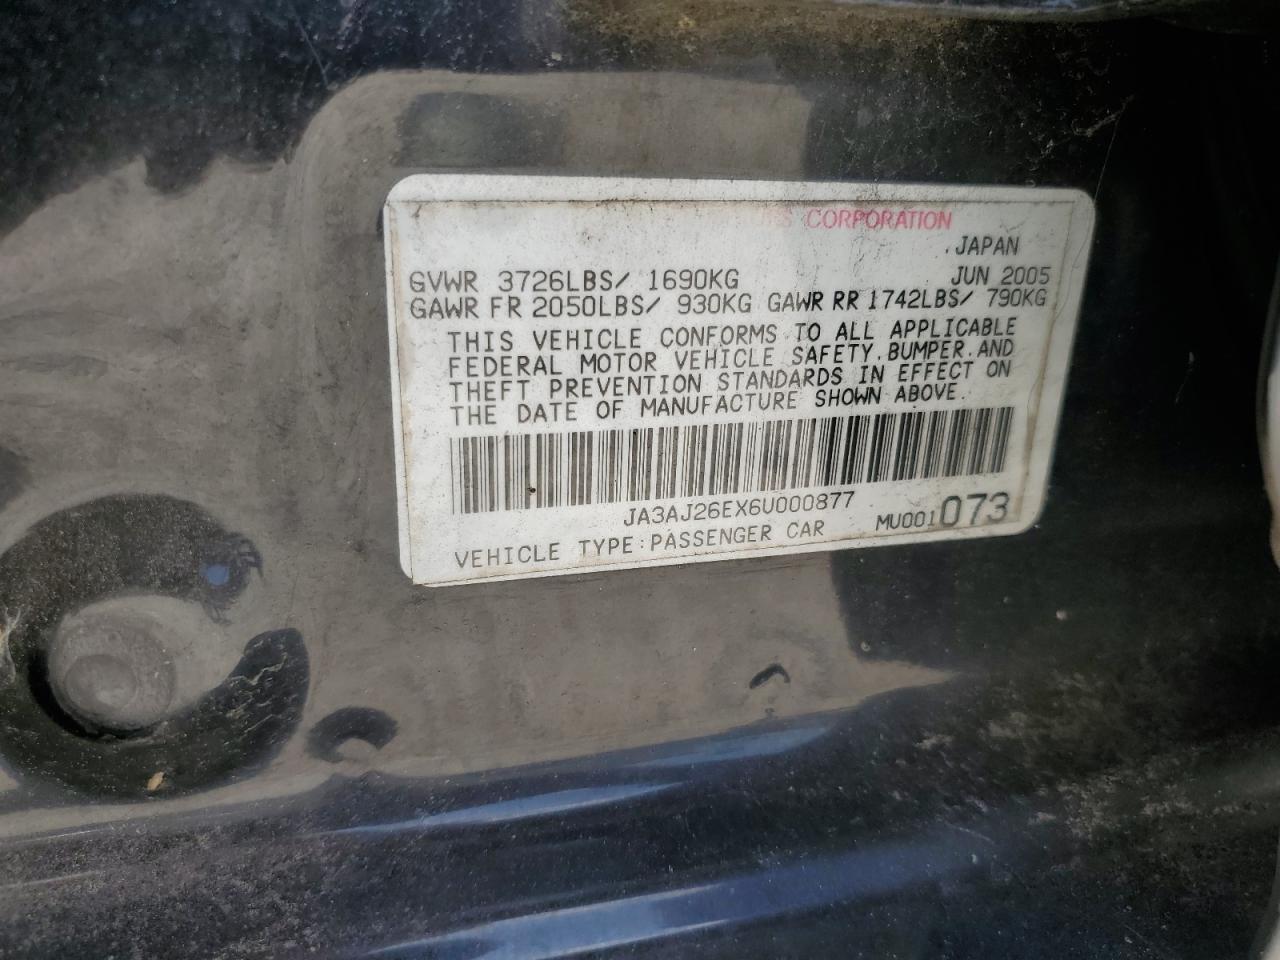 CORPORATION
JAPAN
GVWR 3726LBS/ 1690KG JUN 2005
GAWR FR 2050LBS/ 930KG GAWR RR 1742LBS/ 790KG
THIS VEHICLE CONFORMS TO ALL APPLICABLE
FEDERAL MOTOR VEHICLE SAFETY, BUMPER, AND
THEFT PREVENTION STANDARDS IN EFFECT ON
THE DATE OF MANUFACTURE SHOWN ABOVE.
JA3AJ26EX6U000877
VEHICLE TYPE:PASSENGER CAR MU001073